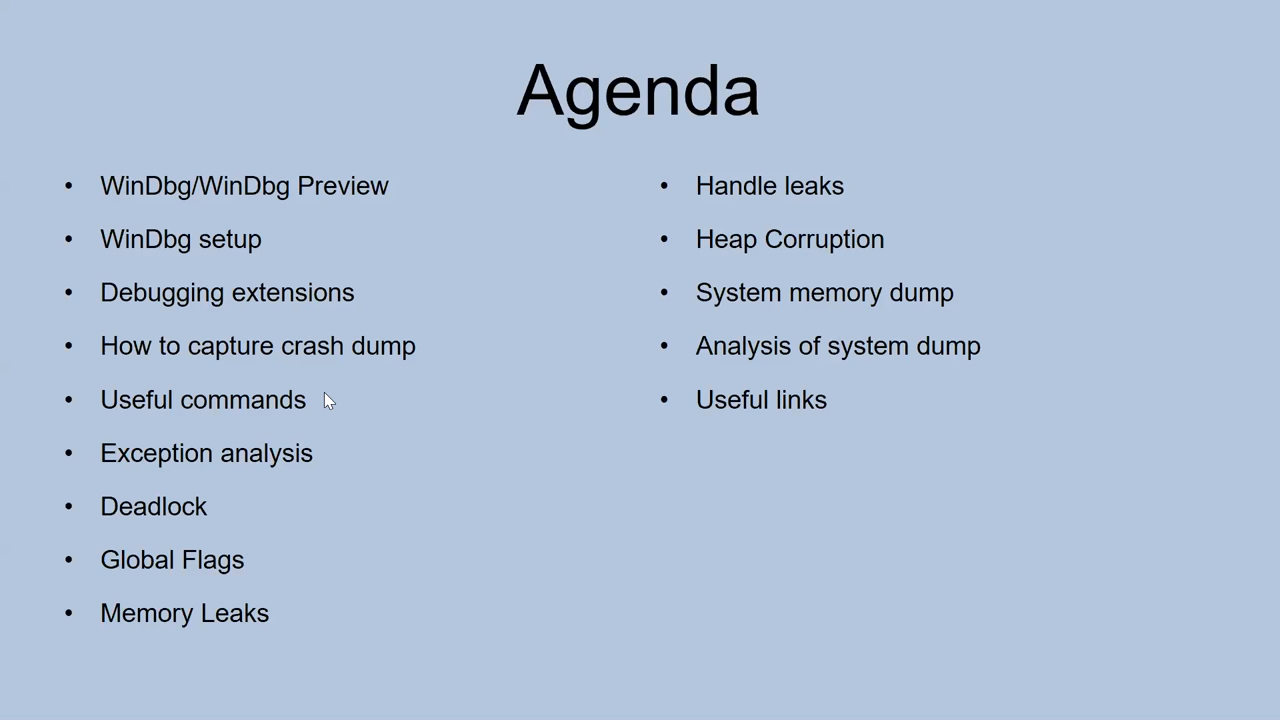 Agenda
• WinDbg/WinDbg Preview
• WinDbg setup
• Debugging extensions
• How to capture crash dump
• Useful commands
• Exception analysis
• Deadlock
• Global Flags
• Memory Leaks
• Handle leaks
• Heap Corruption
• System memory dump
• Analysis of system dump
• Useful links